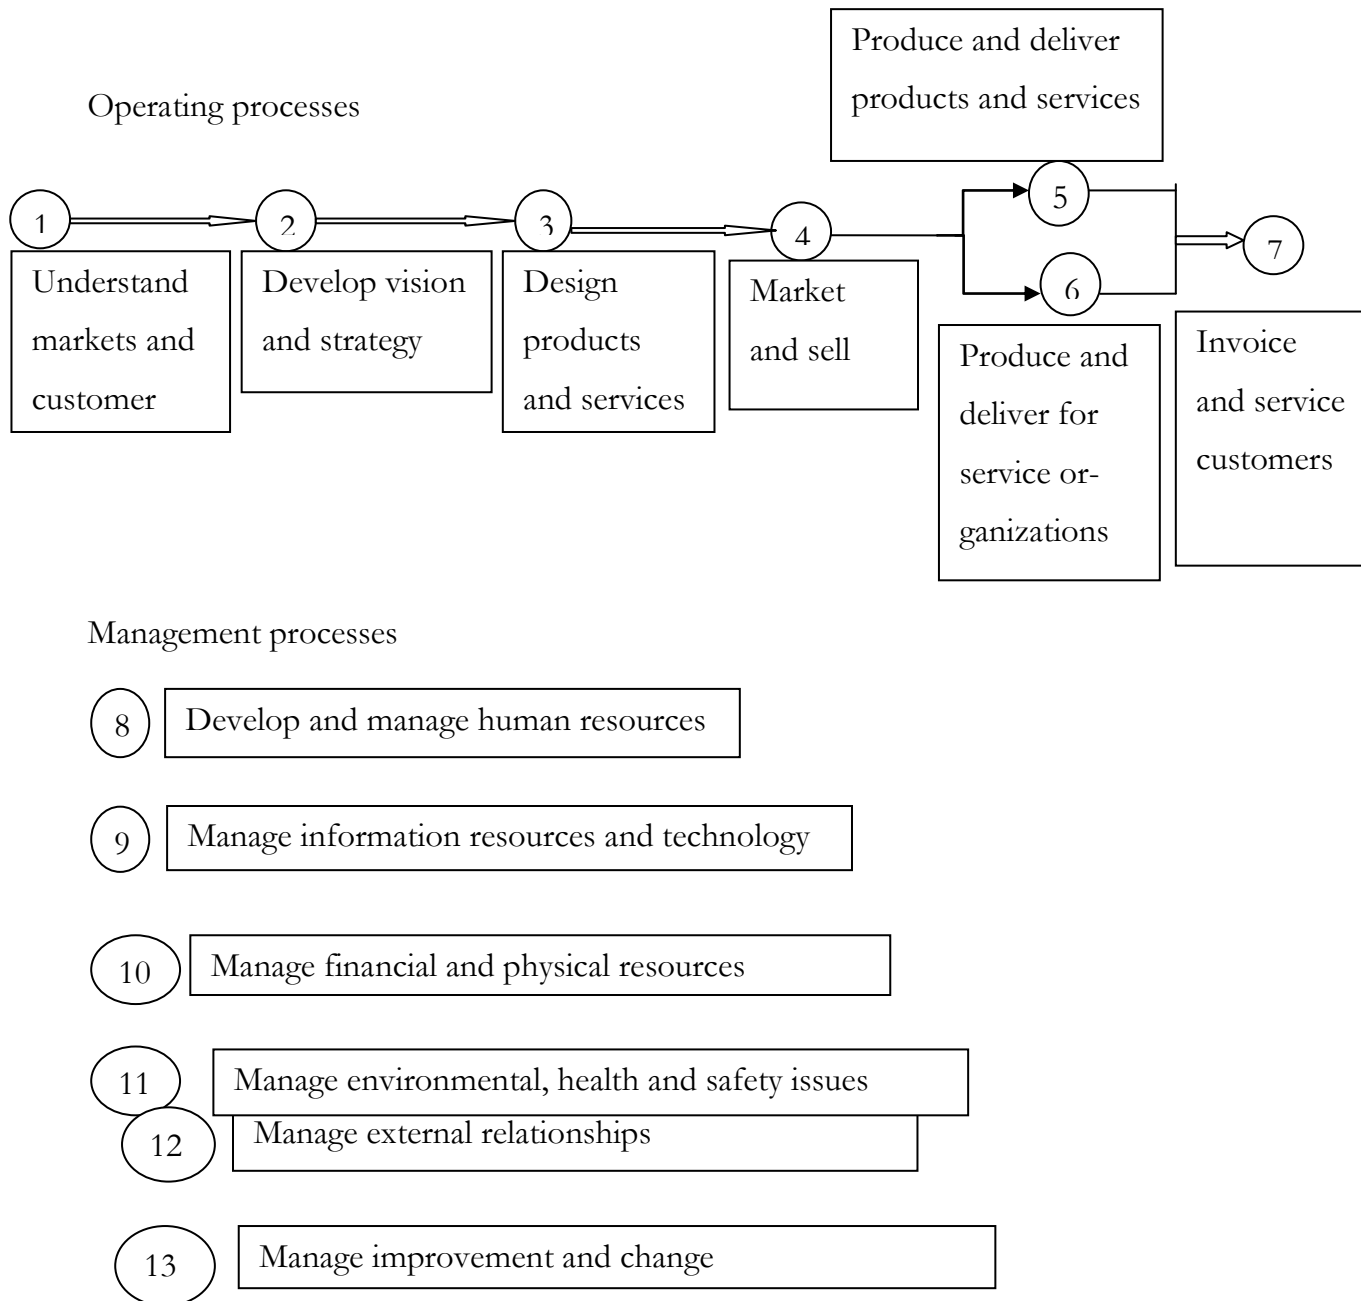 Operating processes
Produce and deliver
products and services
1
2
3
4
5
6
7
Understand
markets and
customer
Develop vision
and strategy
Design
products
and services
Market
and sell
Produce and
deliver for
service or-
ganizations
Invoice
and service
customers
Management processes
8
Develop and manage human resources
9
Manage information resources and technology
10
Manage financial and physical resources
11
Manage environmental, health and safety issues
12
Manage external relationships
13
Manage improvement and change